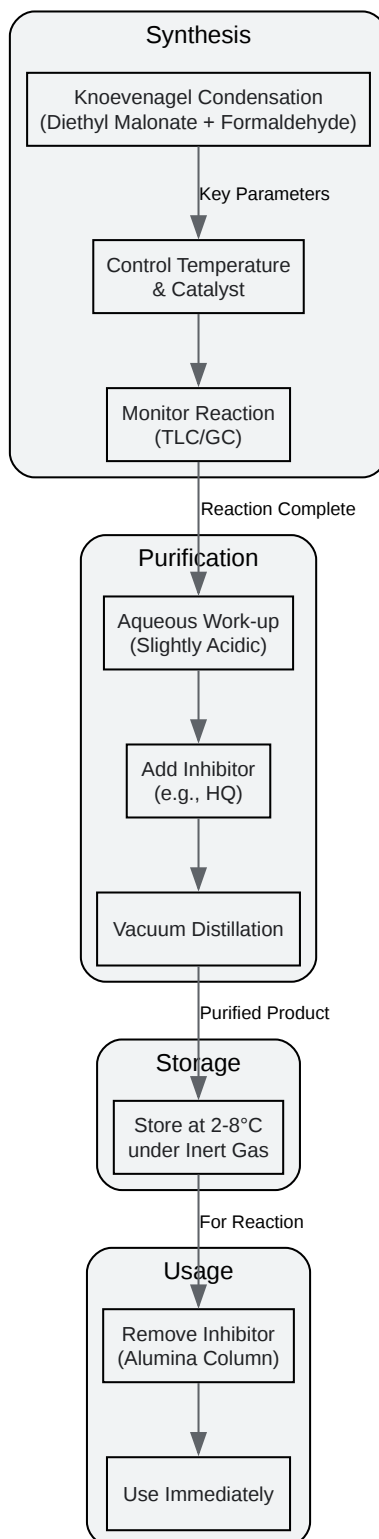 Synthesis
Knoevenagel Condensation
(Diethyl Malonate + Formaldehyde)
Key Parameters
Control Temperature
& Catalyst
Monitor Reaction
(TLC/GC)
Reaction Complete
Purification
Aqueous Work-up
(Slightly Acidic)
Add Inhibitor
(e.g., HQ)
Vacuum Distillation
Purified Product
Storage
Store at 2-8°C
under Inert Gas
For Reaction
Usage
Remove Inhibitor
(Alumina Column)
Use Immediately